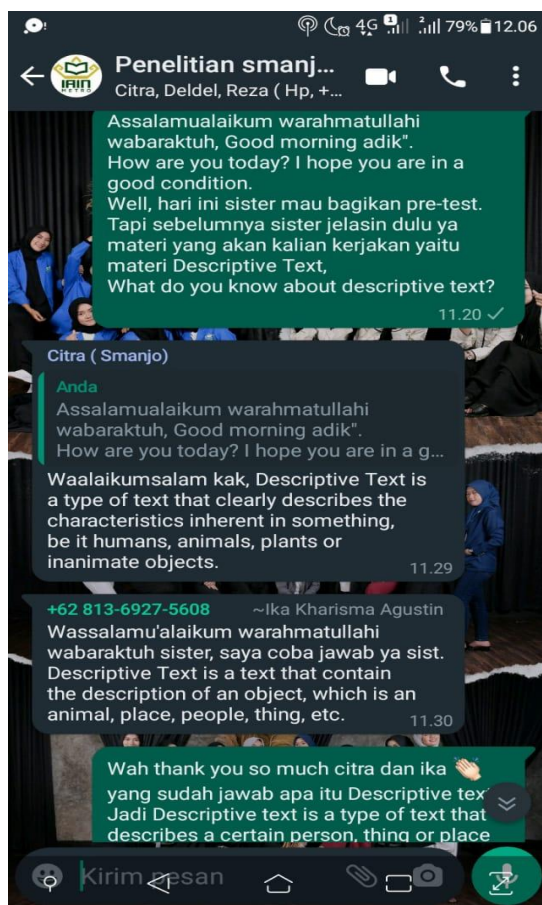 4G 79% 12.06
IAIN
METRO
Penelitian smanj...
Citra, Deldel, Reza ( Hp, +...
Assalamualaikum warahmatullahi
wabaraktuh, Good morning adik".
How are you today? I hope you are in a
good condition.
Well, hari ini sister mau bagikan pre-test.
Tapi sebelumnya sister jelasin dulu ya
materi yang akan kalian kerjakan yaitu
materi Descriptive Text,
What do you know about descriptive text?
11.20
Citra ( Smanjo)
Anda
Assalamualaikum warahmatullahi
wabaraktuh, Good morning adik".
How are you today? I hope you are in a g...
Waalaikumsalam kak, Descriptive Text is
a type of text that clearly describes the
characteristics inherent in something,
be it humans, animals, plants or
inanimate objects.
11.29
+62 813-6927-5608 ~Ika Kharisma Agustin
Wassalamu'alaikum warahmatullahi
wabaraktuh sister, saya coba jawab ya sist.
Descriptive Text is a text that contain
the description of an object, which is an
animal, place, people, thing, etc.
11.30
Wah thank you so much citra dan ika 👏🏻
yang sudah jawab apa itu Descriptive tex
Jadi Descriptive text is a type of text that
describes a certain person, thing or place
Kirim pesan